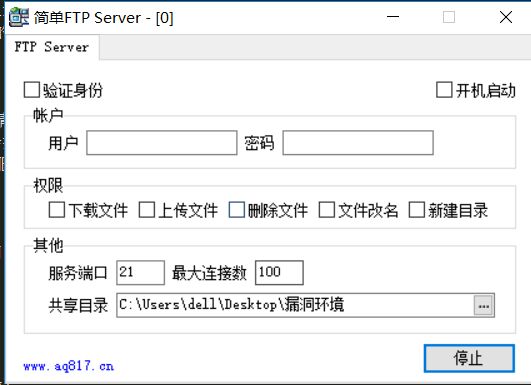 简单FTP Server - [0]
FTP Server
验证身份 开机启动
帐户
用户 密码
权限
下载文件 上传文件 删除文件 文件改名 新建目录
其他
服务端口 21 最大连接数 100
共享目录 C:\Users\dell\Desktop\漏洞环境 ...
www.aq817.cn 停止